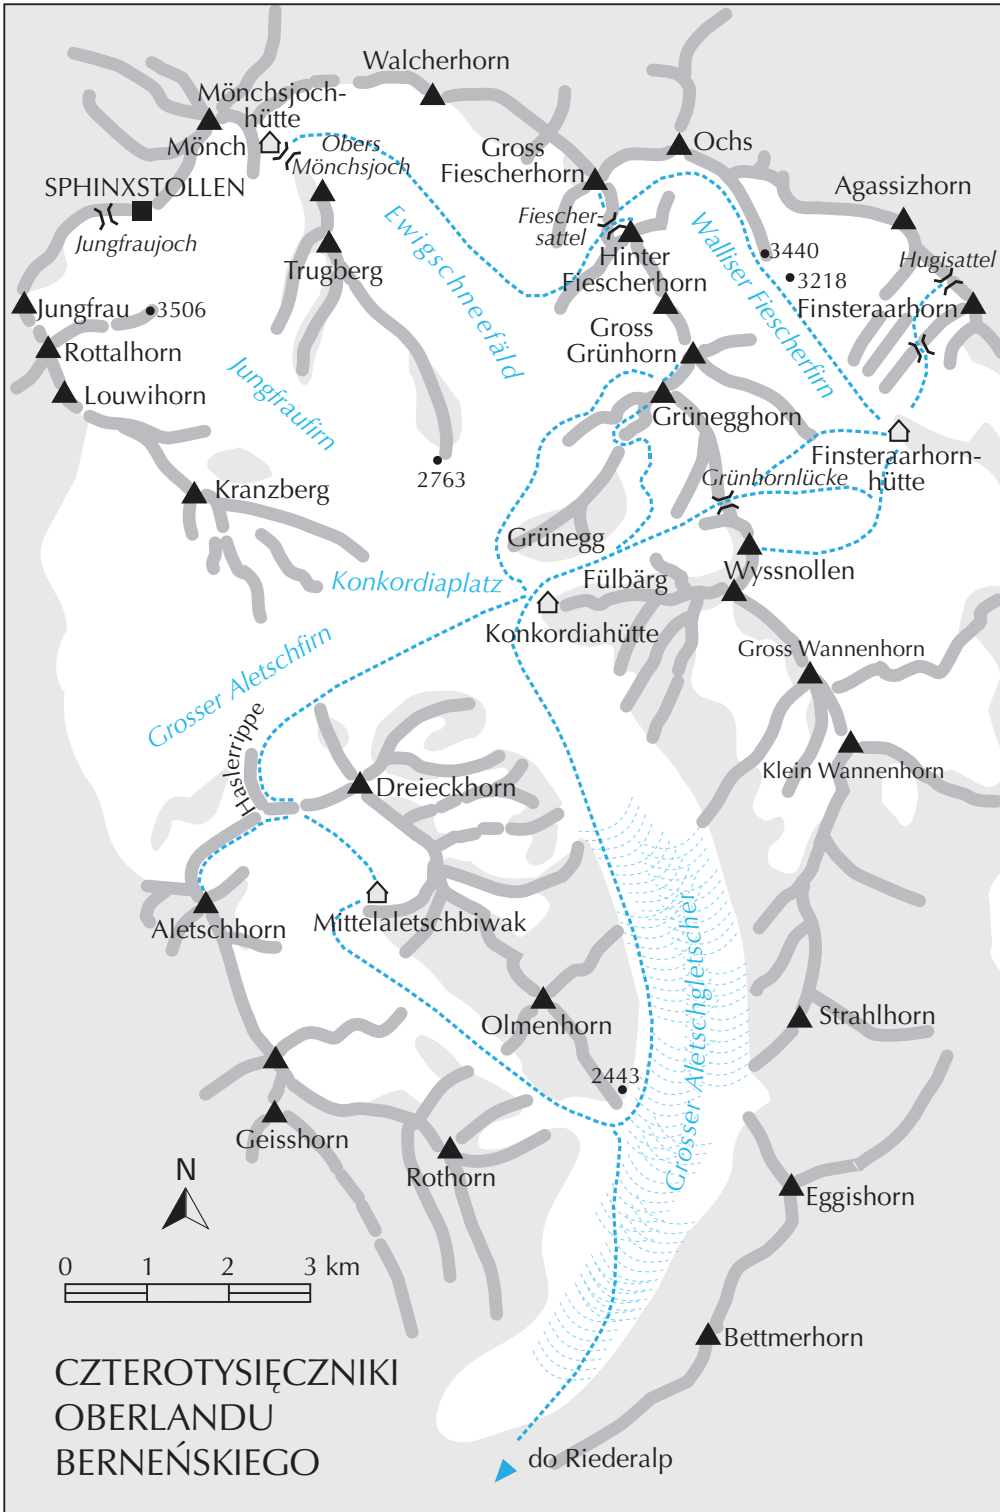 Walcherhorn
Mönchsjoch-
hütte
Mönch
Obers
Mönchsjoch
Gross
Fiescherhorn
Ochs
Agassizhorn
SPHINXSTOLLEN
Jungfraujoch
Ewigschneefäld
Fiescher-
sattel
Hinter
Fiescherhorn
Walliser Fiescherfirn
3440
3218
Hugisattel
Finsteraarhorn
Trugberg
Jungfrau
3506
Rottalhorn
Louwihorn
Jungfraufirn
Gross
Grünhorn
Grünegghorn
Finsteraarhorn-
hütte
2763
Kranzberg
Grünhornlücke
Grünegg
Wyssnollen
Konkordiaplatz
Fülbärg
Konkordiahütte
Gross Wannenhorn
Grosser Aletschfirn
Haslerrippe
Dreieckhorn
Klein Wannenhorn
Mittelaletschbiwak
Aletschhorn
Grosser Aletschgletscher
Olmenhorn
Strahlhorn
2443
Geisshorn
Rothorn
Eggishorn
N
0 1 2 3 km
Bettmerhorn
CZTEROTYSIĘCZNIKI
OBERLANDU
BERNEŃSKIEGO
do Riederalp